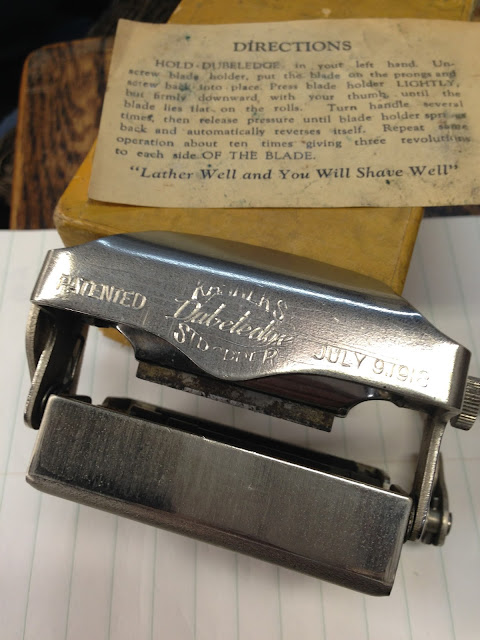 DIRECTIONS
HOLD DUBELEDGE in your left hand. Un-
screw blade holder, put the blade on the prongs and
screw back into place. Press blade holder LIGHTLY,
but firmly downward with your thumb, until the
blade lies flat on the rolls. Turn handle several
times, then release pressure until blade holder springs
back and automatically reverses itself. Repeat same
operation about ten times giving three revolutions
to each side OF THE BLADE.
"Lather Well and You Will Shave Well"
PATENTED
Dubeledge
JULY 9, 1918